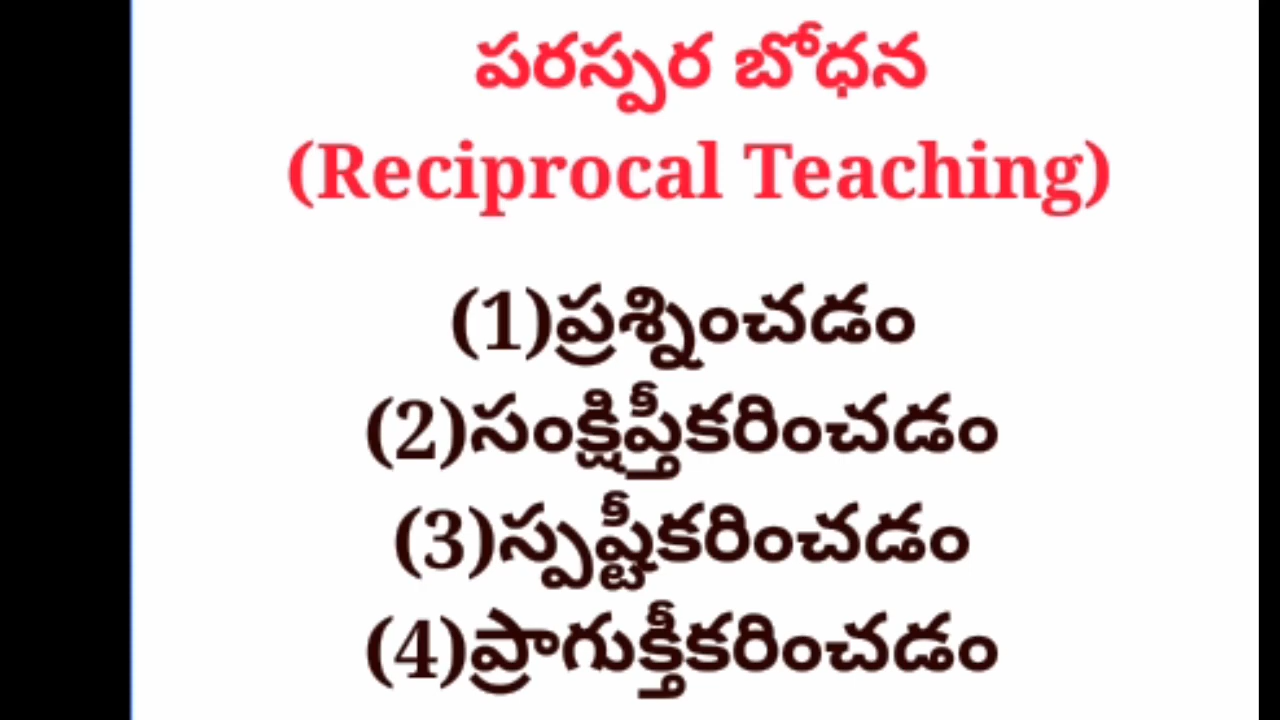 పరస్పర బోధన
(Reciprocal Teaching)
(1)ప్రశ్నించడం
(2)సంక్షిప్తీకరించడం
(3)స్పష్టీకరించడం
(4)ప్రాగుక్తీకరించడం